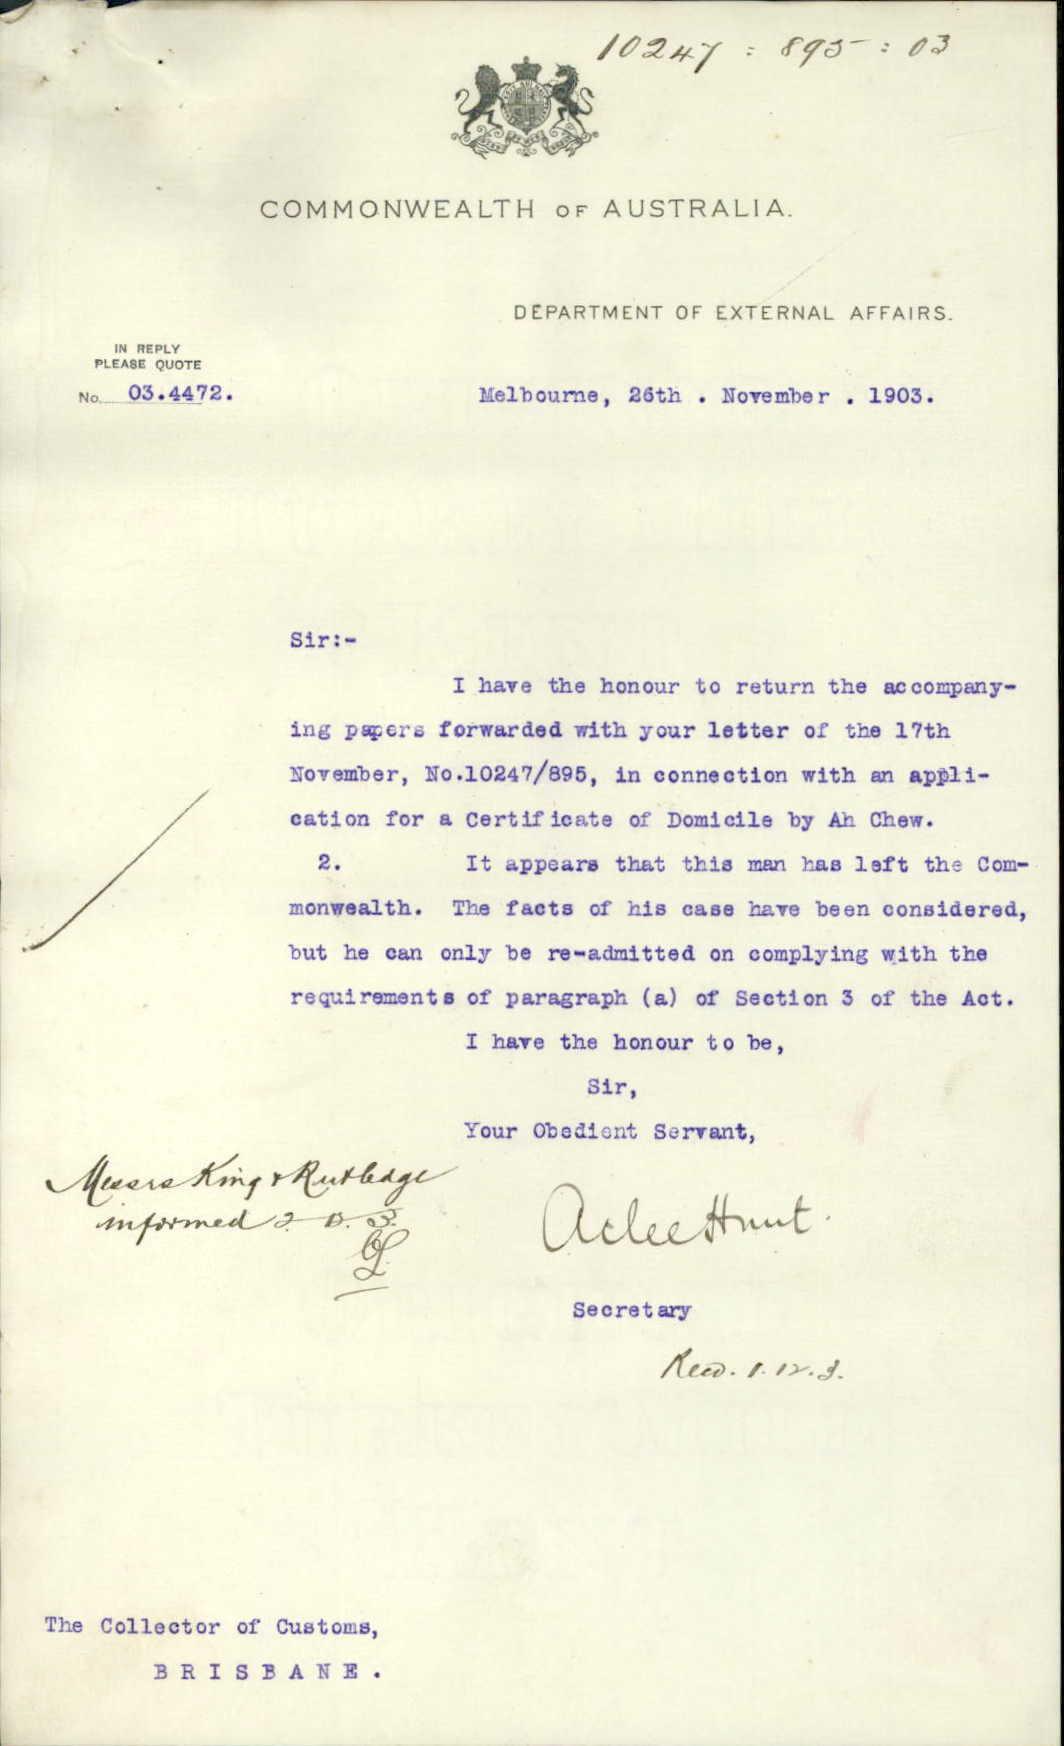 10247 : 895 : 03
COMMONWEALTH OF AUSTRALIA.
DEPARTMENT OF EXTERNAL AFFAIRS.
IN REPLY
PLEASE QUOTE
No. 03.4472.
Melbourne, 26th . November . 1903.
Sir:-
I have the honour to return the accompany-
ing papers forwarded with your letter of the 17th
November, No.10247/895, in connection with an appli-
cation for a Certificate of Domicile by Ah Chew.
2. It appears that this man has left the Com-
monwealth. The facts of his case have been considered,
but he can only be re-admitted on complying with the
requirements of paragraph (a) of Section 3 of the Act.
I have the honour to be,
Sir,
Your Obedient Servant,
Messrs King & Rutledge
informed 2. 12. 3.
Atlee Hunt.
Secretary
Recd. 1.12.3.
The Collector of Customs,
BRISBANE.